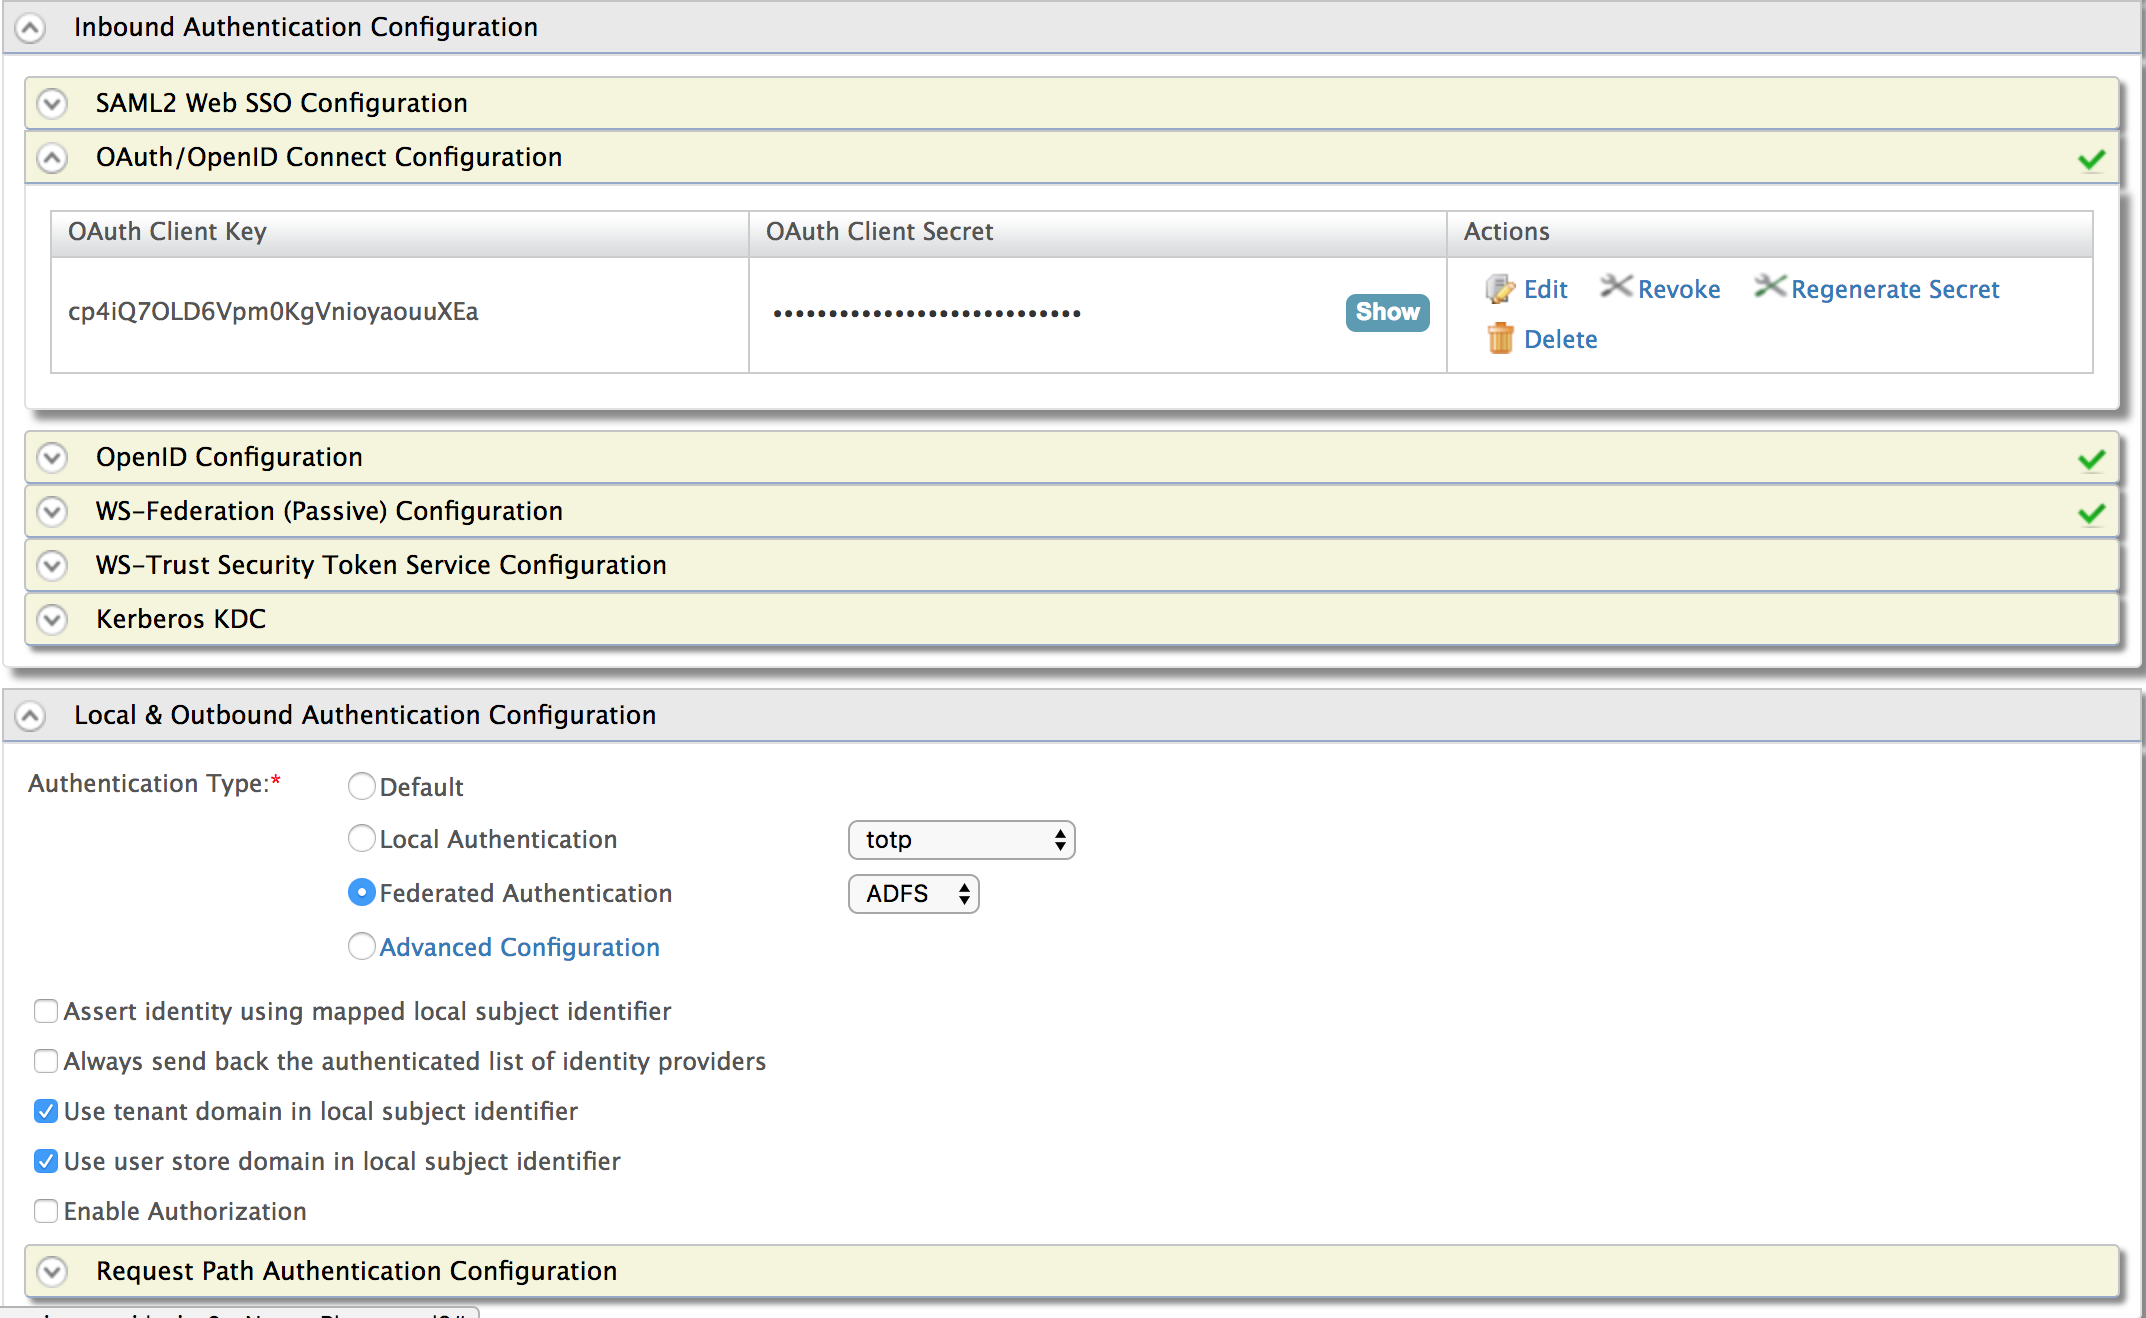 Inbound Authentication Configuration
SAML2 Web SSO Configuration
OAuth/OpenID Connect Configuration
OAuth Client Key OAuth Client Secret Actions
cp4iQ7OLD6Vpm0KgVnioyaouuXEa •••••••••••••••••••••••••••• Show Edit Revoke Regenerate Secret
Delete
OpenID Configuration
WS-Federation (Passive) Configuration
WS-Trust Security Token Service Configuration
Kerberos KDC
Local & Outbound Authentication Configuration
Authentication Type:* Default
Local Authentication totp
Federated Authentication ADFS
Advanced Configuration
Assert identity using mapped local subject identifier
Always send back the authenticated list of identity providers
Use tenant domain in local subject identifier
Use user store domain in local subject identifier
Enable Authorization
Request Path Authentication Configuration